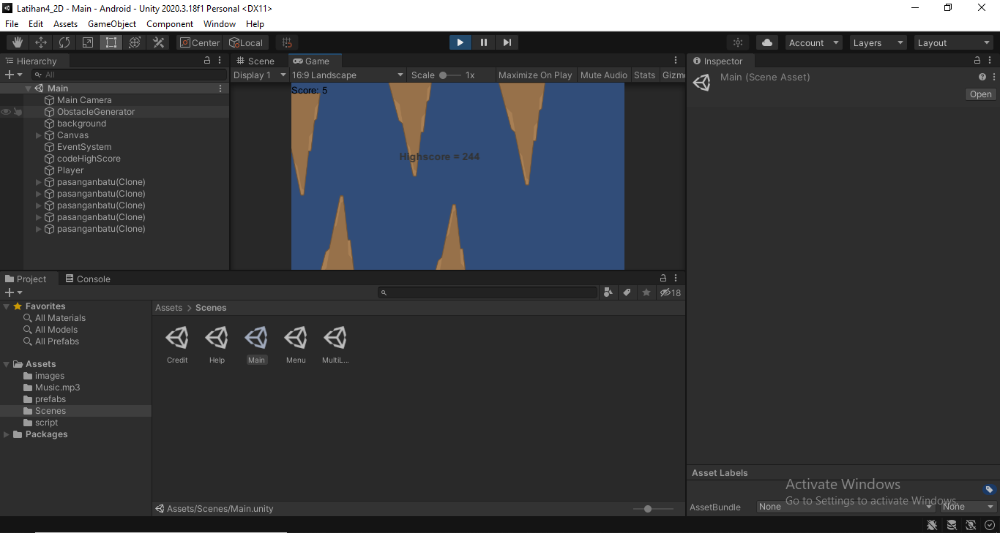 Latihan4_2D - Main - Android - Unity 2020.3.18f1 Personal <DX11>
File Edit Assets GameObject Component Window Help
Center Local Account Layers Layout
Hierarchy
All
Main
Main Camera
ObstacleGenerator
background
Canvas
EventSystem
codeHighScore
Player
pasanganbatu(Clone)
pasanganbatu(Clone)
pasanganbatu(Clone)
pasanganbatu(Clone)
pasanganbatu(Clone)
Scene Game
Display 1 16:9 Landscape Scale 1x Maximize On Play Mute Audio Stats Gizm
Score: 5
Highscore = 244
Inspector
Main (Scene Asset)
Open
Project Console
18
Favorites
All Materials
All Models
All Prefabs
Assets
images
Music.mp3
prefabs
Scenes
script
Packages
Assets > Scenes
Credit Help Main Menu MultiL...
Assets/Scenes/Main.unity
Asset Labels
AssetBundle None None
Activate Windows
Go to Settings to activate Windows.